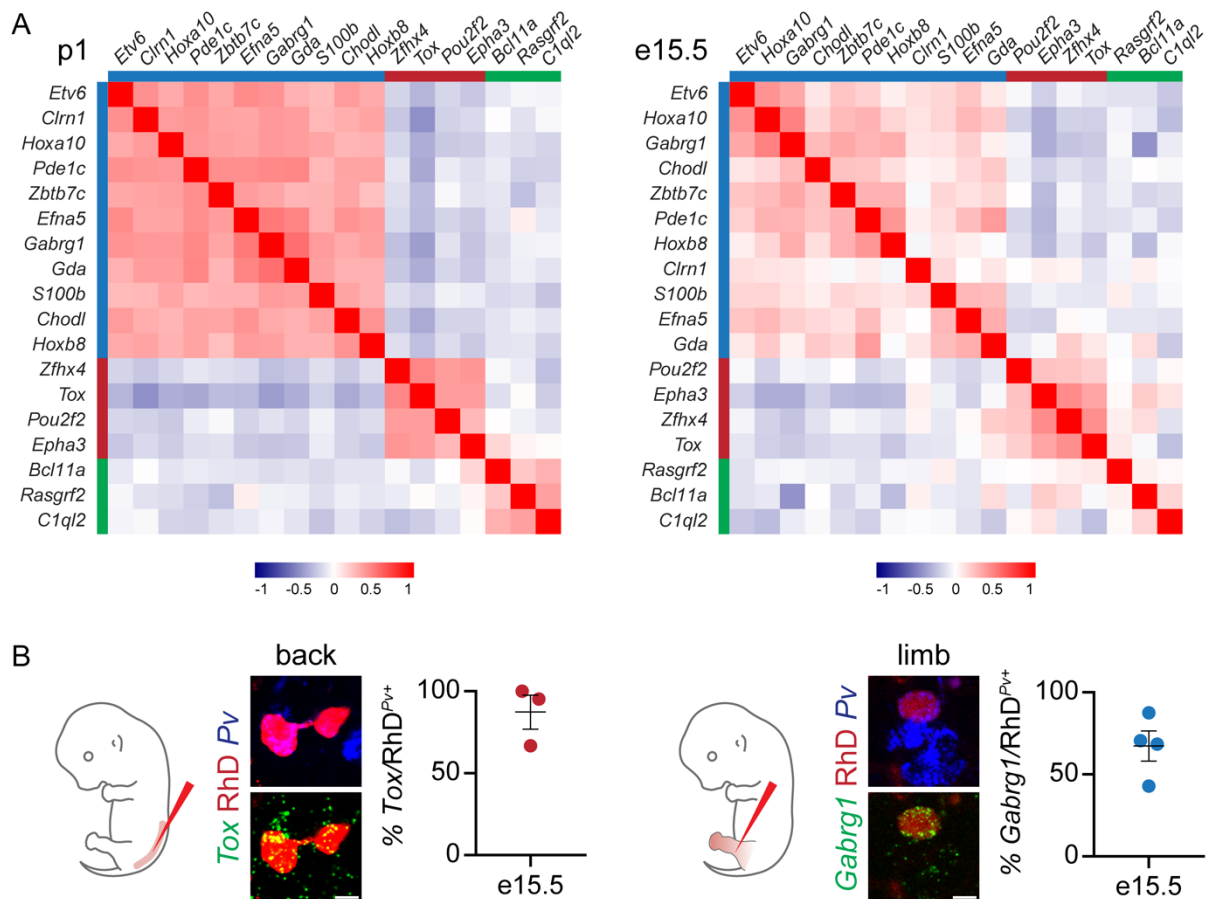 A
p1
Etv6 Clrn1 Hoxa10 Pde1c Zbtb7c Efna5 Gabrg1 Gda S100b Chodl Hoxb8 Zfhx4 Tox Pou2f2 Epha3 Bcl11a Rasgrf2 C1ql2
Etv6
Clrn1
Hoxa10
Pde1c
Zbtb7c
Efna5
Gabrg1
Gda
S100b
Chodl
Hoxb8
Zfhx4
Tox
Pou2f2
Epha3
Bcl11a
Rasgrf2
C1ql2
-1 -0.5 0 0.5 1
e15.5
Etv6 Hoxa10 Gabrg1 Chodl Zbtb7c Pde1c Hoxb8 Clrn1 S100b Efna5 Gda Pou2f2 Epha3 Zfhx4 Tox Rasgrf2 Bcl11a C1ql2
Etv6
Hoxa10
Gabrg1
Chodl
Zbtb7c
Pde1c
Hoxb8
Clrn1
S100b
Efna5
Gda
Pou2f2
Epha3
Zfhx4
Tox
Rasgrf2
Bcl11a
C1ql2
-1 -0.5 0 0.5 1
B
back
Tox RhD Pv
% Tox/RhD^Pv+
100
50
0
e15.5
limb
Gabrg1 RhD Pv
% Gabrg1/RhD^Pv+
100
50
0
e15.5